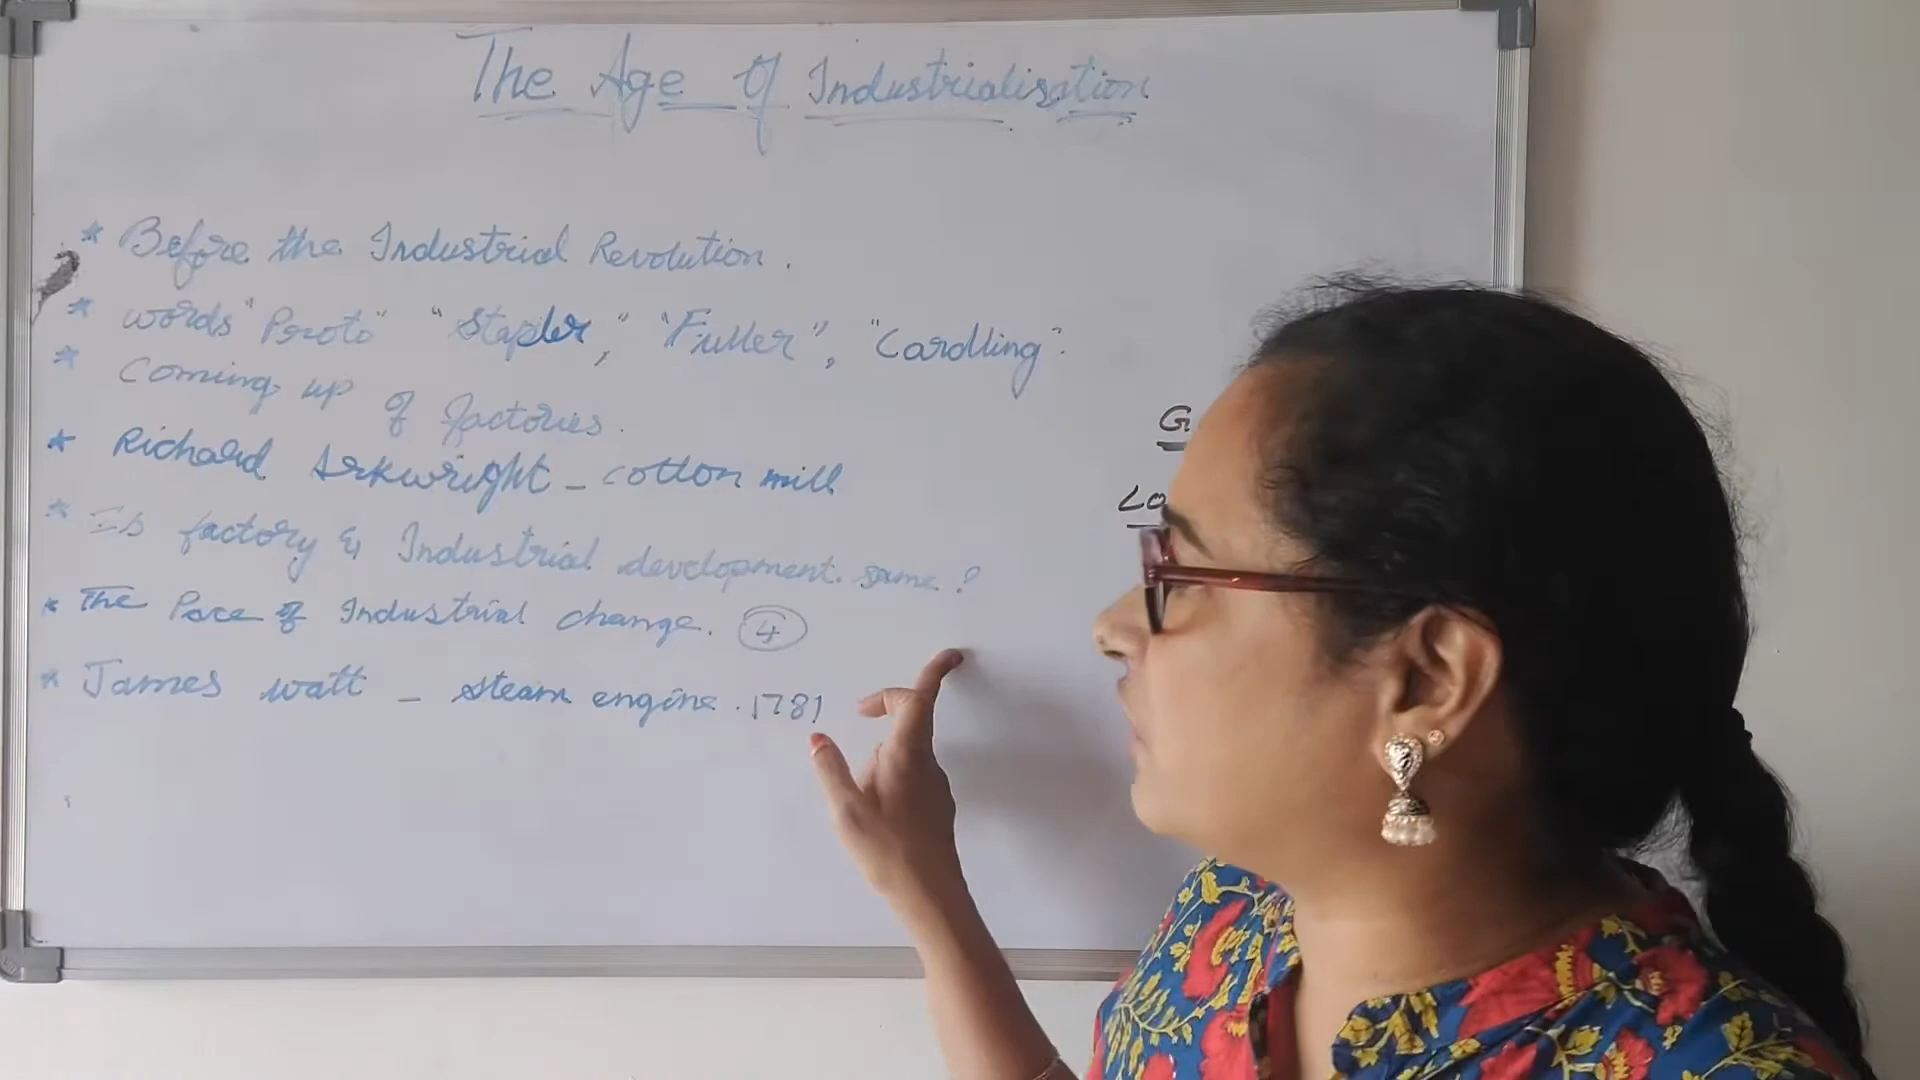 The Age Of Industrialisation
* Before the Industrial Revolution.
* words "Proto" "Stapler," "Fuller", "Cardling".
* Coming up of factories.
* Richard Arkwright - cotton mill
* Is factory & Industrial development same?
* The Pace of Industrial change. 4
* James watt - steam engine. 1781
G.
Lo